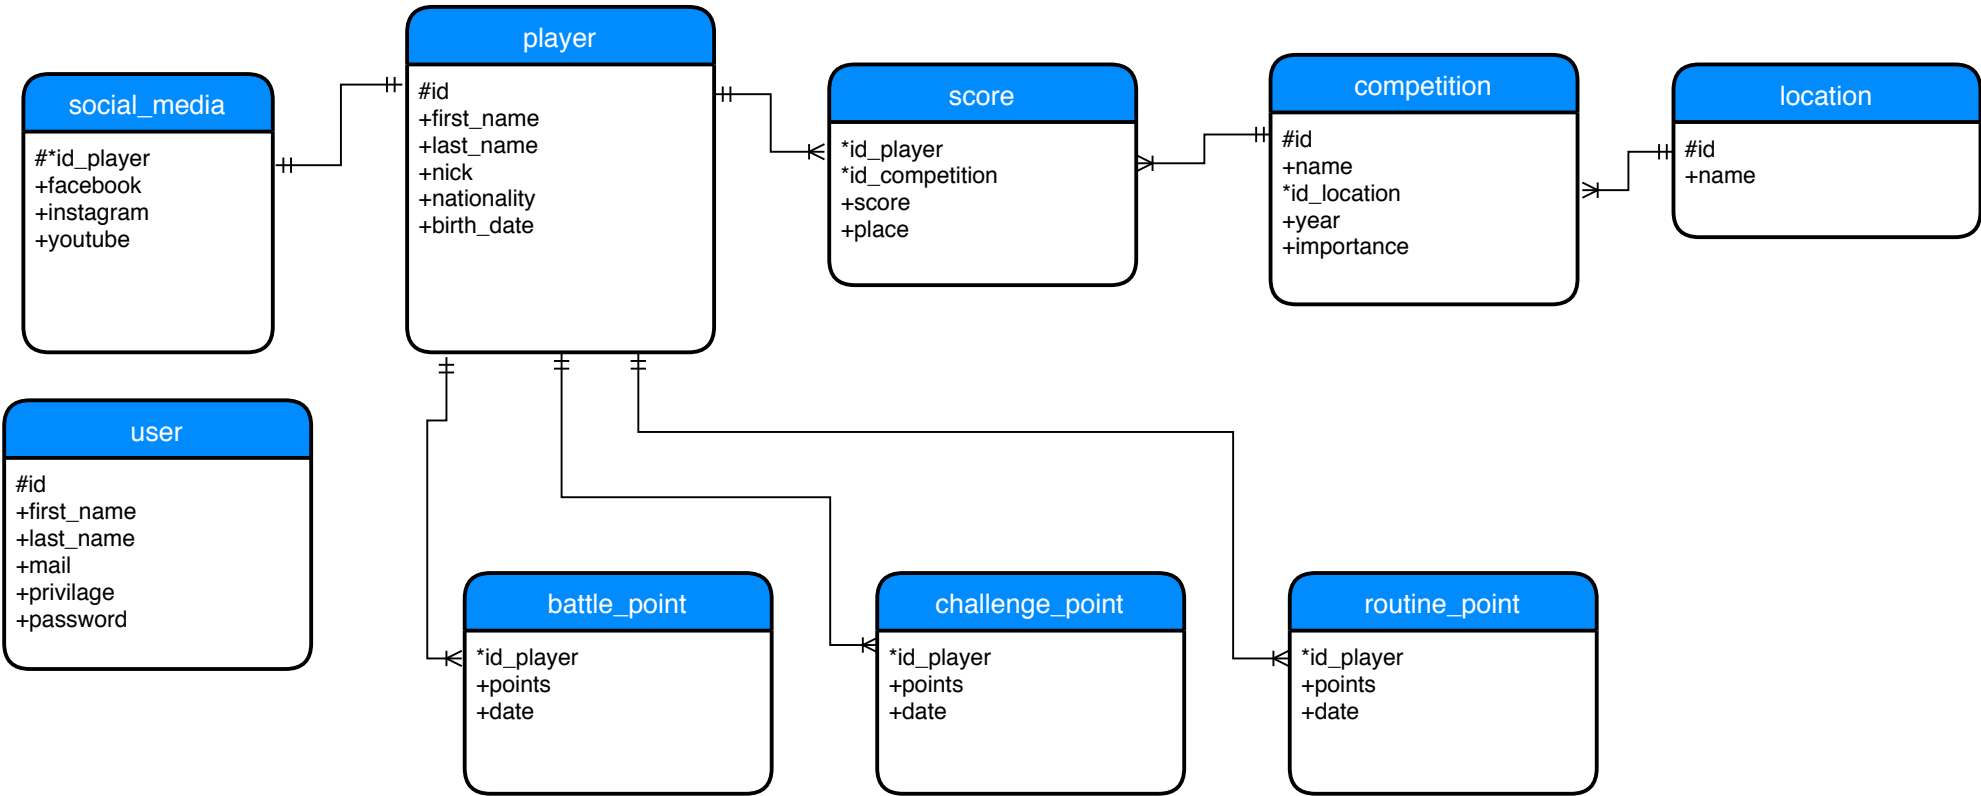 social_media
#*id_player
+facebook
+instagram
+youtube
player
#id
+first_name
+last_name
+nick
+nationality
+birth_date
score
*id_player
*id_competition
+score
+place
competition
#id
+name
*id_location
+year
+importance
location
#id
+name
user
#id
+first_name
+last_name
+mail
+privilage
+password
battle_point
*id_player
+points
+date
challenge_point
*id_player
+points
+date
routine_point
*id_player
+points
+date